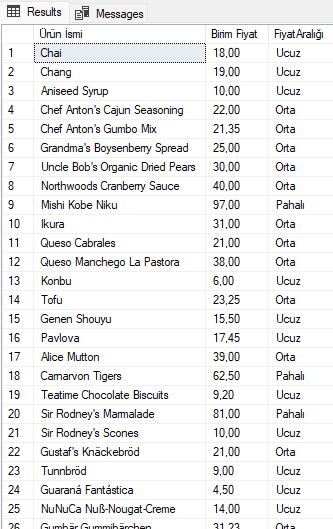 Results Messages
Ürün İsmi Birim Fiyat FiyatAralığı
1 Chai 18,00 Ucuz
2 Chang 19,00 Ucuz
3 Aniseed Syrup 10,00 Ucuz
4 Chef Anton's Cajun Seasoning 22,00 Orta
5 Chef Anton's Gumbo Mix 21,35 Orta
6 Grandma's Boysenberry Spread 25,00 Orta
7 Uncle Bob's Organic Dried Pears 30,00 Orta
8 Northwoods Cranberry Sauce 40,00 Orta
9 Mishi Kobe Niku 97,00 Pahalı
10 Ikura 31,00 Orta
11 Queso Cabrales 21,00 Orta
12 Queso Manchego La Pastora 38,00 Orta
13 Konbu 6,00 Ucuz
14 Tofu 23,25 Orta
15 Genen Shouyu 15,50 Ucuz
16 Pavlova 17,45 Ucuz
17 Alice Mutton 39,00 Orta
18 Carnarvon Tigers 62,50 Pahalı
19 Teatime Chocolate Biscuits 9,20 Ucuz
20 Sir Rodney's Marmalade 81,00 Pahalı
21 Sir Rodney's Scones 10,00 Ucuz
22 Gustaf's Knäckebröd 21,00 Orta
23 Tunnbröd 9,00 Ucuz
24 Guaraná Fantástica 4,50 Ucuz
25 NuNuCa Nuß-Nougat-Creme 14,00 Ucuz
26 Gumbär Gummibärchen 31,23 Orta